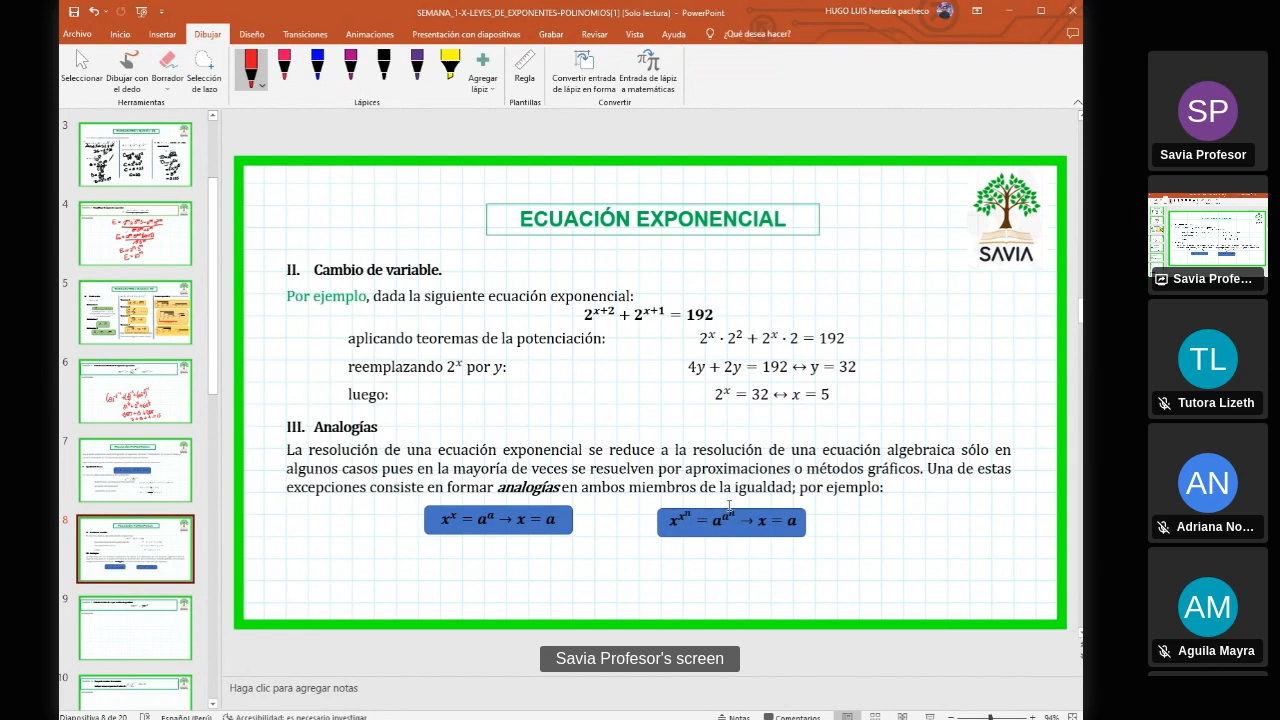 SEMANA_1-X-LEYES_DE_EXPONENTES-POLINOMIOS[1] [Solo lectura] - PowerPoint
HUGO LUIS heredia pacheco
Archivo Inicio Insertar Dibujar Diseño Transiciones Animaciones Presentación con diapositivas Grabar Revisar Vista Ayuda ¿Qué desea hacer?
Seleccionar Dibujar con el dedo Borrador Selección de lazo Agregar lápiz Regla Convertir entrada de lápiz en forma Entrada de lápiz a matemáticas
Herramientas Lápices Plantillas Convertir
3
4
5
6
7
8
9
10
ECUACIÓN EXPONENCIAL
SAVIA
II. Cambio de variable.
Por ejemplo, dada la siguiente ecuación exponencial:
2^{x+2} + 2^{x+1} = 192
aplicando teoremas de la potenciación: 2^x · 2^2 + 2^x · 2 = 192
reemplazando 2^x por y: 4y + 2y = 192 ↔ y = 32
luego: 2^x = 32 ↔ x = 5
III. Analogías
La resolución de una ecuación exponencial se reduce a la resolución de una ecuación algebraica sólo en
algunos casos pues en la mayoría de veces se resuelven por aproximaciones o métodos gráficos. Una de estas
excepciones consiste en formar analogías en ambos miembros de la igualdad; por ejemplo:
x^x = a^a → x = a
x^{x^n} = a^{a^n} → x = a
Savia Profesor's screen
Haga clic para agregar notas
Diapositiva 8 de 20 Español (Perú) Accesibilidad: es necesario investigar Notas Comentarios 94%
SP
Savia Profesor
Savia Profe...
TL
Tutora Lizeth
AN
Adriana No...
AM
Aguila Mayra